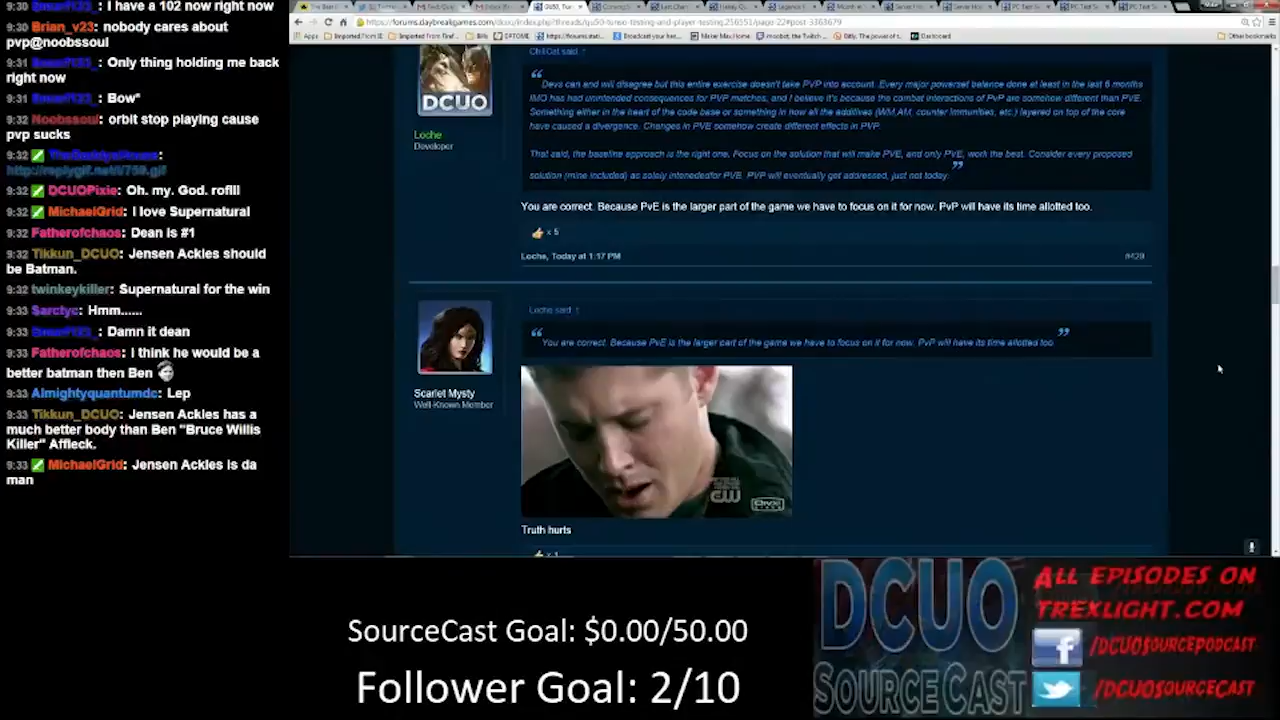 9:30 I have a 102 now right now
9:30 Brian_v23: nobody cares about
pvp@noobssoul
9:31 Only thing holding me back
right now
9:31 Bow*
9:32 Noobssoul: orbit stop playing cause
pvp sucks
9:32
9:32 DCUOPixie: Oh. my. God. roflll
9:32 MichaelGrid: I love Supernatural
9:32 Fatherofchaos: Dean is #1
9:32 Tikkun_DCUO: Jensen Ackles should
be Batman.
9:32 twinkeykiller: Supernatural for the win
9:33 Sarctyc: Hmm......
9:33 Damn it dean
9:33 Fatherofchaos: I think he would be a
better batman then Ben
9:33 Almightyquantumdc: Lep
9:33 Tikkun_DCUO: Jensen Ackles has a
much better body than Ben "Bruce Willis
Killer" Affleck.
9:33 MichaelGrid: Jensen Ackles is da
man
Apps
Other bookmarks
DCUO
Loche
Developer
ChillCat said:
Devs can and will disagree but this entire exercise doesn't take PVP into account. Every major powerset balance done at least in the last 6 months
IMO has had unintended consequences for PVP matches, and I believe it's because the combat interactions of PvP are somehow different than PVE.
Something either in the heart of the code base or something in how all the additives (WM, AM, counter immunities, etc.) layered on top of the core
have caused a divergence. Changes in PVE somehow create different effects in PVP.
That said, the baseline approach is the right one. Focus on the solution that will make PVE, and only PVE, work the best. Consider every proposed
solution (mine included) as solely intended for PVE. PVP will eventually get addressed, just not today.
You are correct. Because PvE is the larger part of the game we have to focus on it for now. PvP will have its time allotted too.
x 5
Loche, Today at 1:17 PM
#429
Scarlet Mysty
Well-Known Member
Loche said:
You are correct. Because PvE is the larger part of the game we have to focus on it for now. PvP will have its time allotted too
CW
Truth hurts
x 1
SourceCast Goal: $0.00/50.00
Follower Goal: 2/10
DCUO
SOURCECAST
ALL EPISODES ON
TREXLIGHT.COM
/DCUOSOURCEPODCAST
/DCUOSOURCECAST